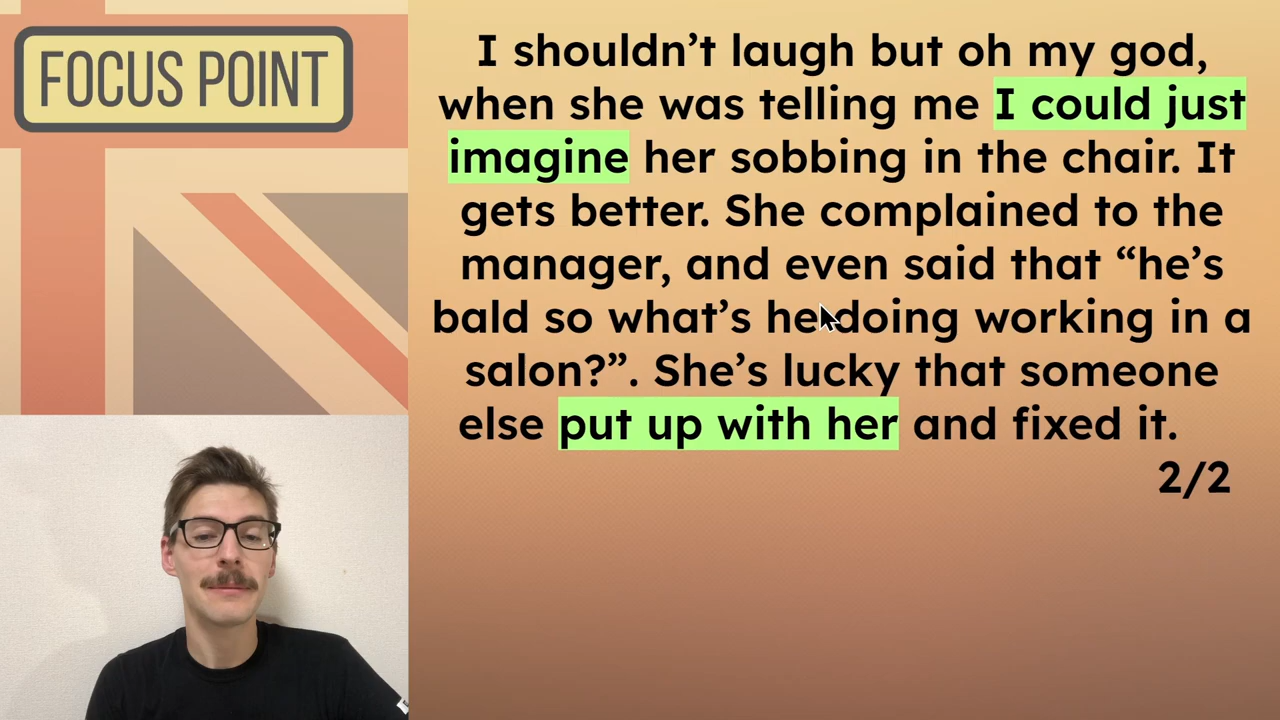 FOCUS POINT
I shouldn’t laugh but oh my god,
when she was telling me I could just
imagine her sobbing in the chair. It
gets better. She complained to the
manager, and even said that “he’s
bald so what’s he doing working in a
salon?”. She’s lucky that someone
else put up with her and fixed it.
2/2